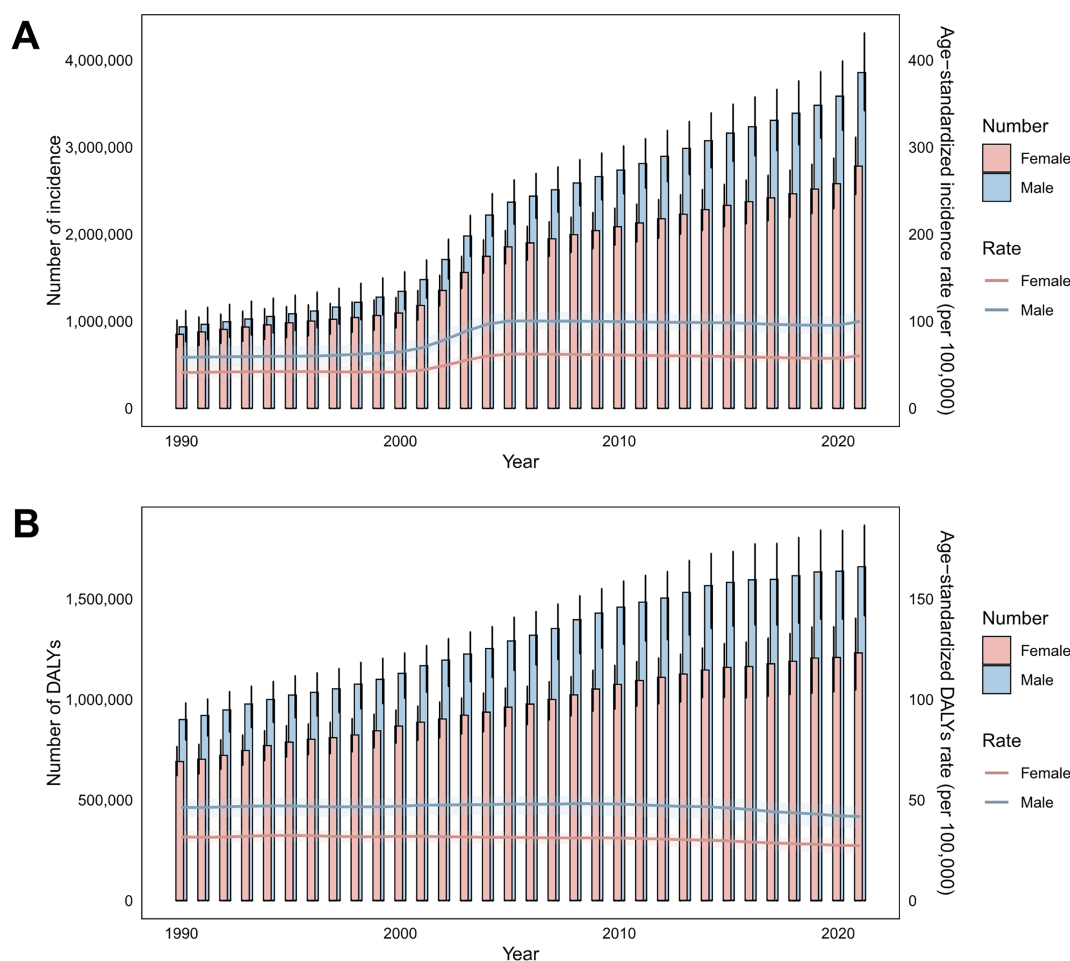 A
Number of incidence
4,000,000
3,000,000
2,000,000
1,000,000
0
400
300
200
100
0
Age−standardized incidence rate (per 100,000)
1990
2000
2010
2020
Year
Number
Female
Male
Rate
Female
Male
B
Number of DALYs
1,500,000
1,000,000
500,000
0
150
100
50
0
Age−standardized DALYs rate (per 100,000)
1990
2000
2010
2020
Year
Number
Female
Male
Rate
Female
Male